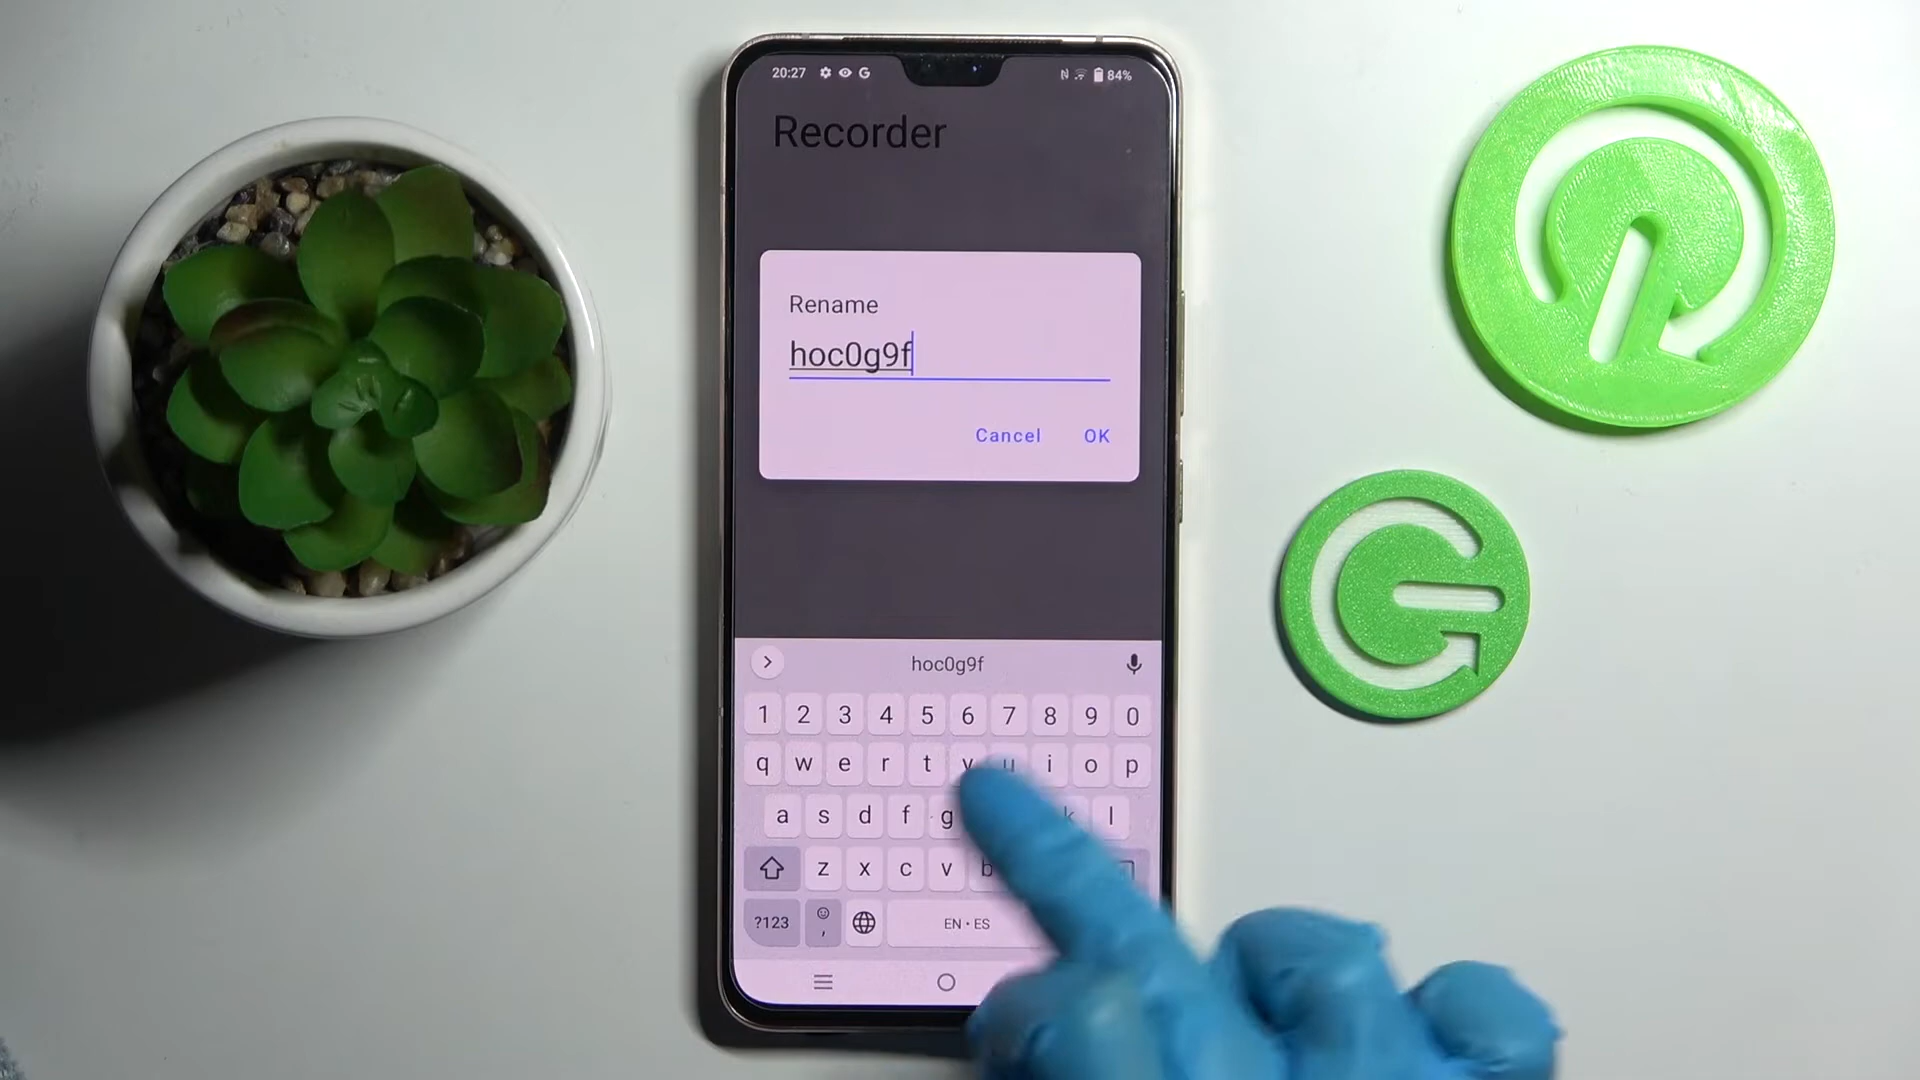 20:27 G N 84%
Recorder
Rename
hoc0g9f
Cancel OK
hoc0g9f
1 2 3 4 5 6 7 8 9 0
q w e r t y u i o p
a s d f g k l
z x c v b
?123 , EN • ES